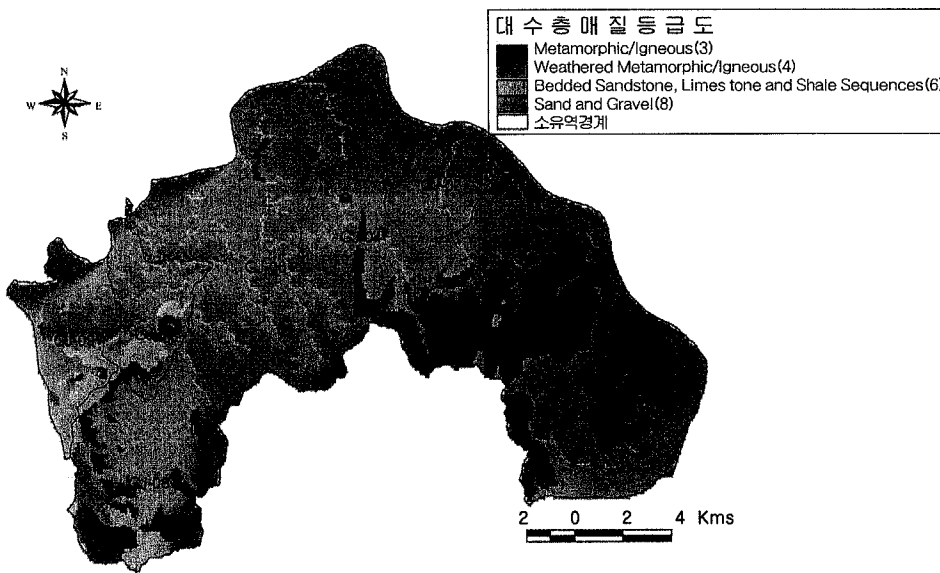 대수층매질등급도
Metamorphic/Igneous(3)
Weathered Metamorphic/Igneous(4)
Bedded Sandstone, Limes tone and Shale Sequences(6)
Sand and Gravel(8)
소유역경계
N
W E
S
2 0 2 4 Kms